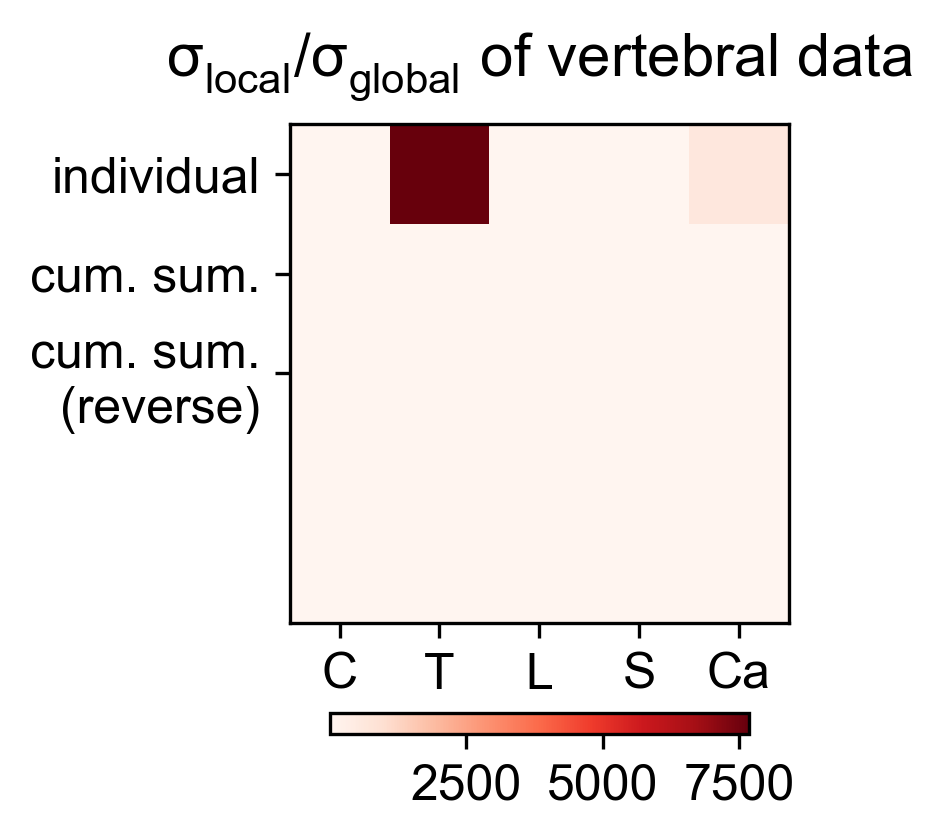 σlocal/σglobal of vertebral data
individual
cum. sum.
cum. sum.
(reverse)
C T L S Ca
2500 5000 7500